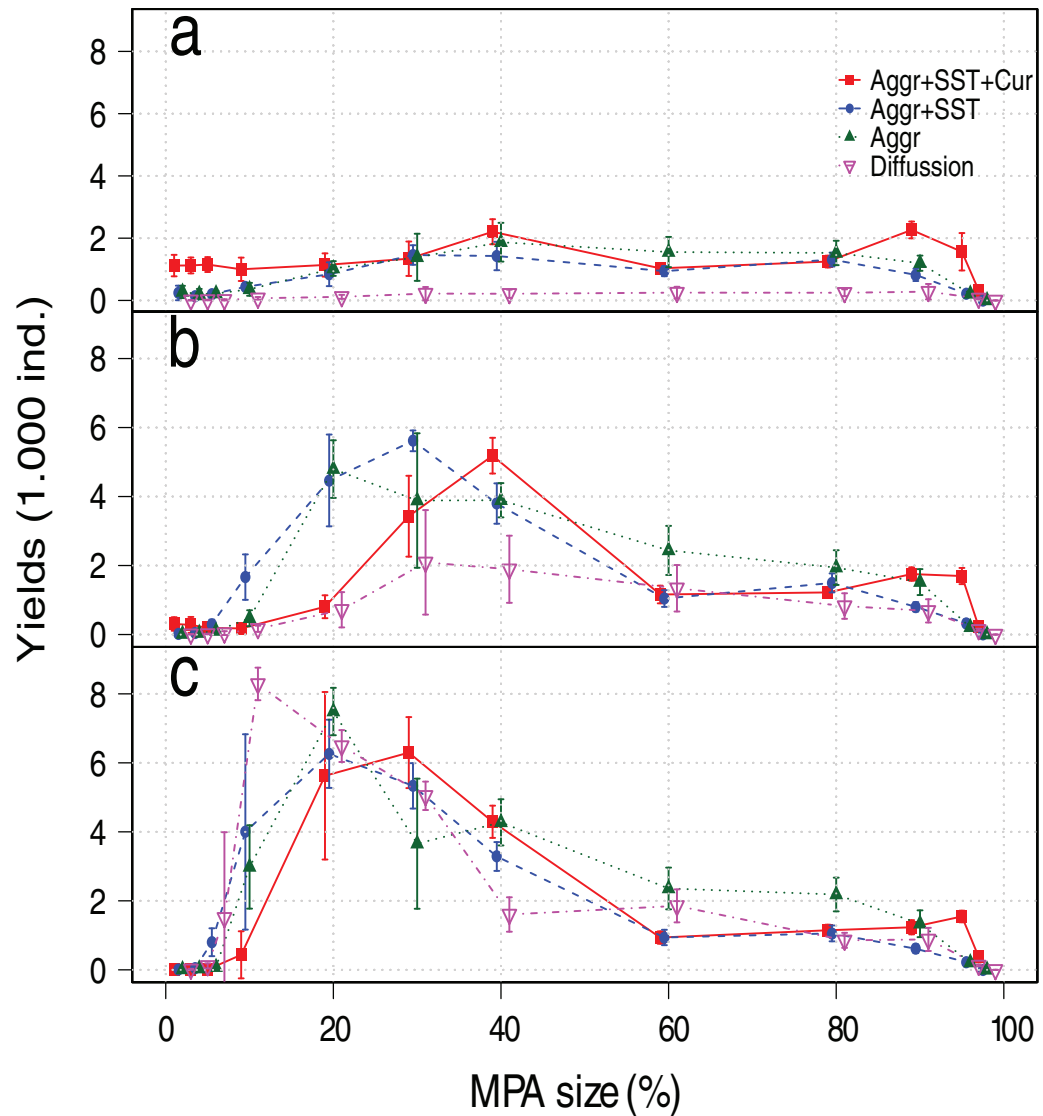 a
8
6
4
2
0
Aggr+SST+Cur
Aggr+SST
Aggr
Diffussion
b
8
6
4
2
0
Yields (1.000 ind.)
c
8
6
4
2
0
0 20 40 60 80 100
MPA size (%)